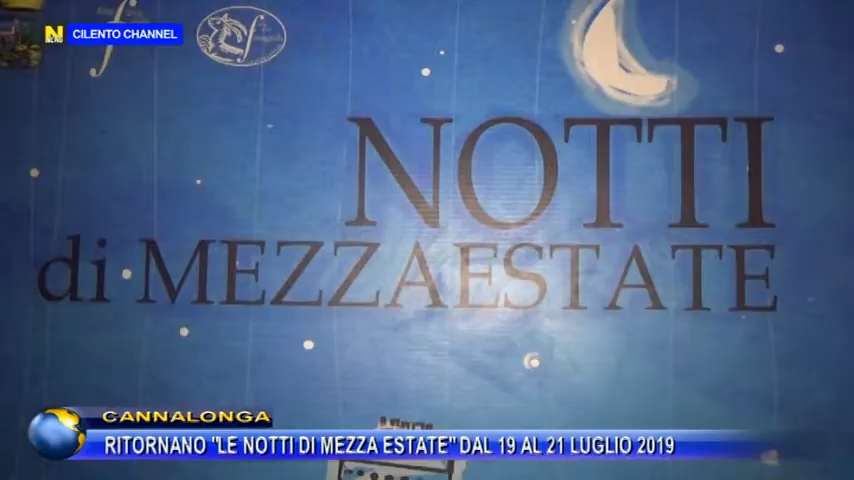 N
CILENTO CHANNEL
NOTTI
di MEZZAESTATE
CANNALONGA
RITORNANO "LE NOTTI DI MEZZA ESTATE" DAL 19 AL 21 LUGLIO 2019